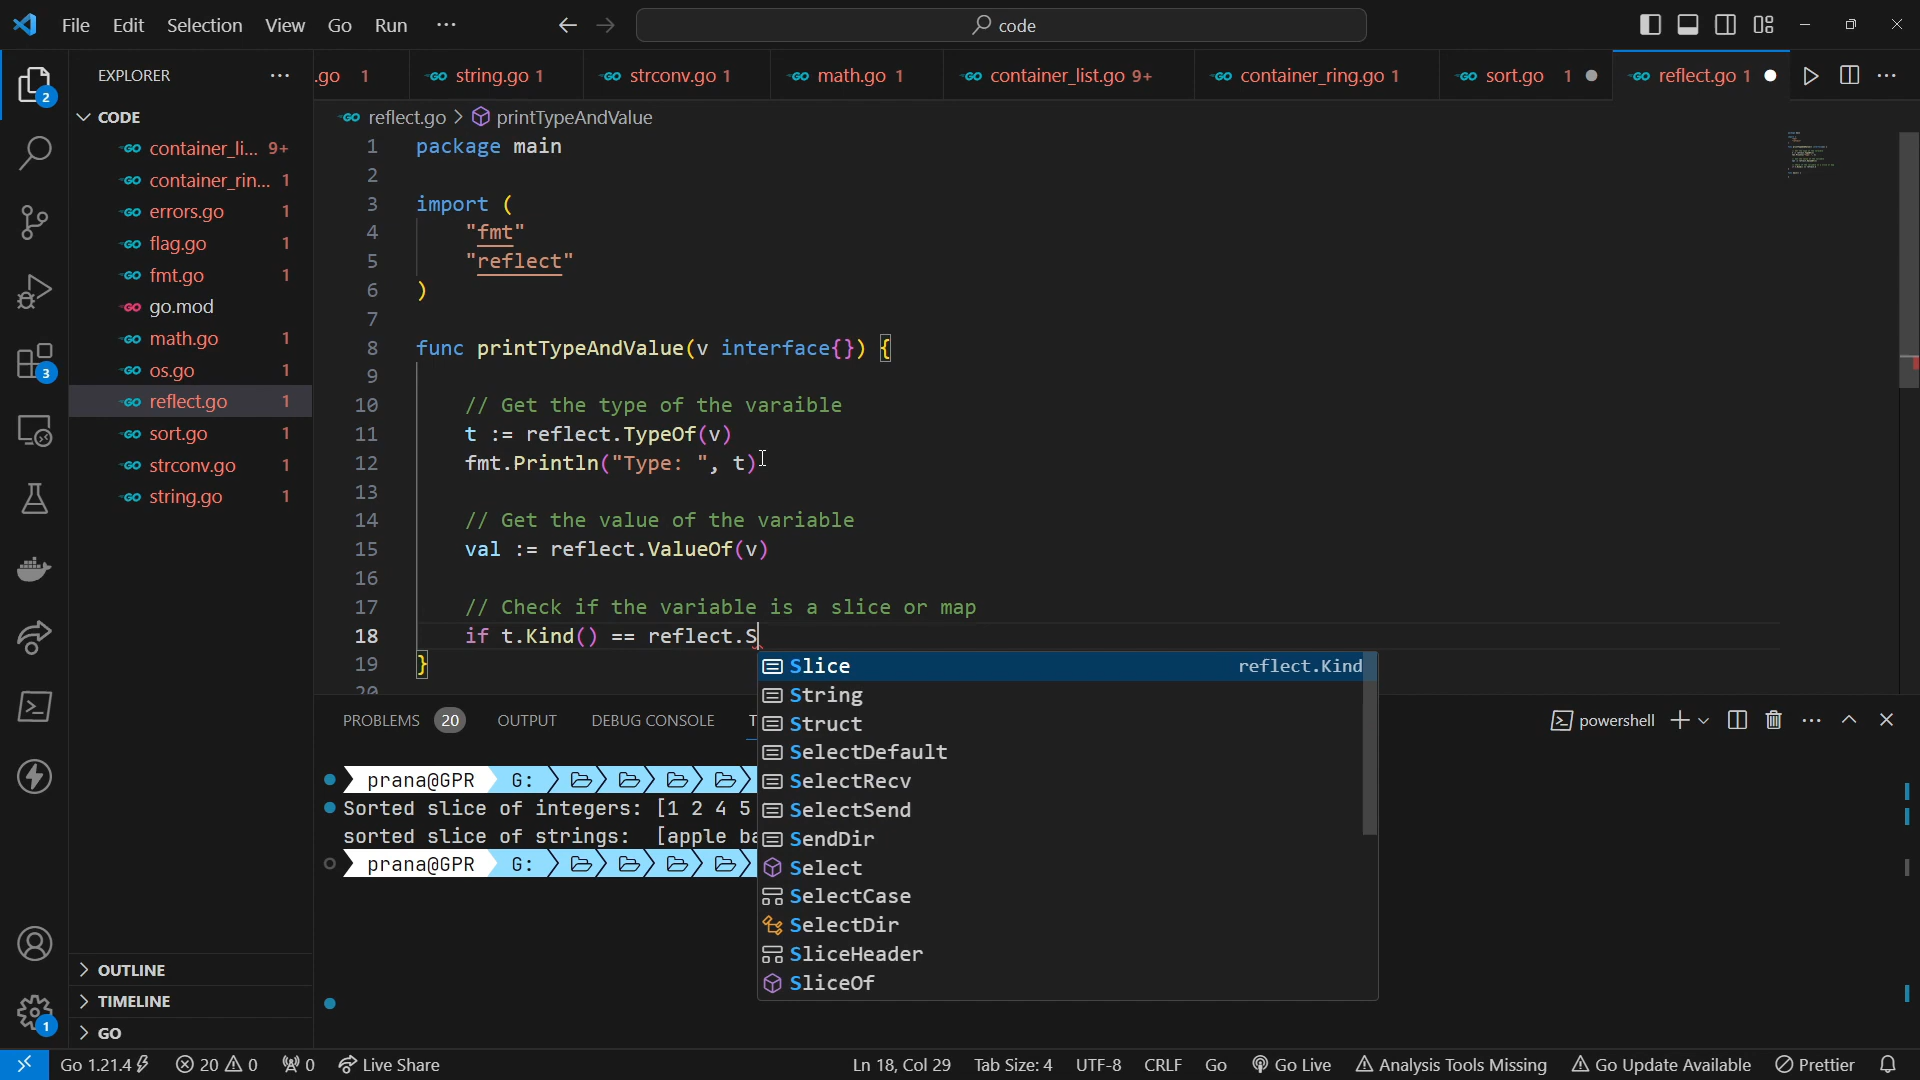 File Edit Selection View Go Run ··· code
EXPLORER ···
.go 1 string.go 1 strconv.go 1 math.go 1 container_list.go 9+ container_ring.go 1 sort.go 1 reflect.go 1
2
CODE
container_li... 9+
container_rin... 1
errors.go 1
flag.go 1
fmt.go 1
go.mod
math.go 1
os.go 1
reflect.go 1
sort.go 1
strconv.go 1
string.go 1
3
OUTLINE
TIMELINE
GO
1
reflect.go > printTypeAndValue
1 package main
2
3 import (
4 "fmt"
5 "reflect"
6 )
7
8 func printTypeAndValue(v interface{}) {
9
10 // Get the type of the varaible
11 t := reflect.TypeOf(v)
12 fmt.Println("Type: ", t)
13
14 // Get the value of the variable
15 val := reflect.ValueOf(v)
16
17 // Check if the variable is a slice or map
18 if t.Kind() == reflect.S
19 }
20
Slice reflect.Kind
String
Struct
SelectDefault
SelectRecv
SelectSend
SendDir
Select
SelectCase
SelectDir
SliceHeader
SliceOf
PROBLEMS 20 OUTPUT DEBUG CONSOLE T powershell
prana@GPR G:
Sorted slice of integers: [1 2 4 5
sorted slice of strings: [apple ba
prana@GPR G:
Go 1.21.4 20 0 0 Live Share Ln 18, Col 29 Tab Size: 4 UTF-8 CRLF Go Go Live Analysis Tools Missing Go Update Available Prettier